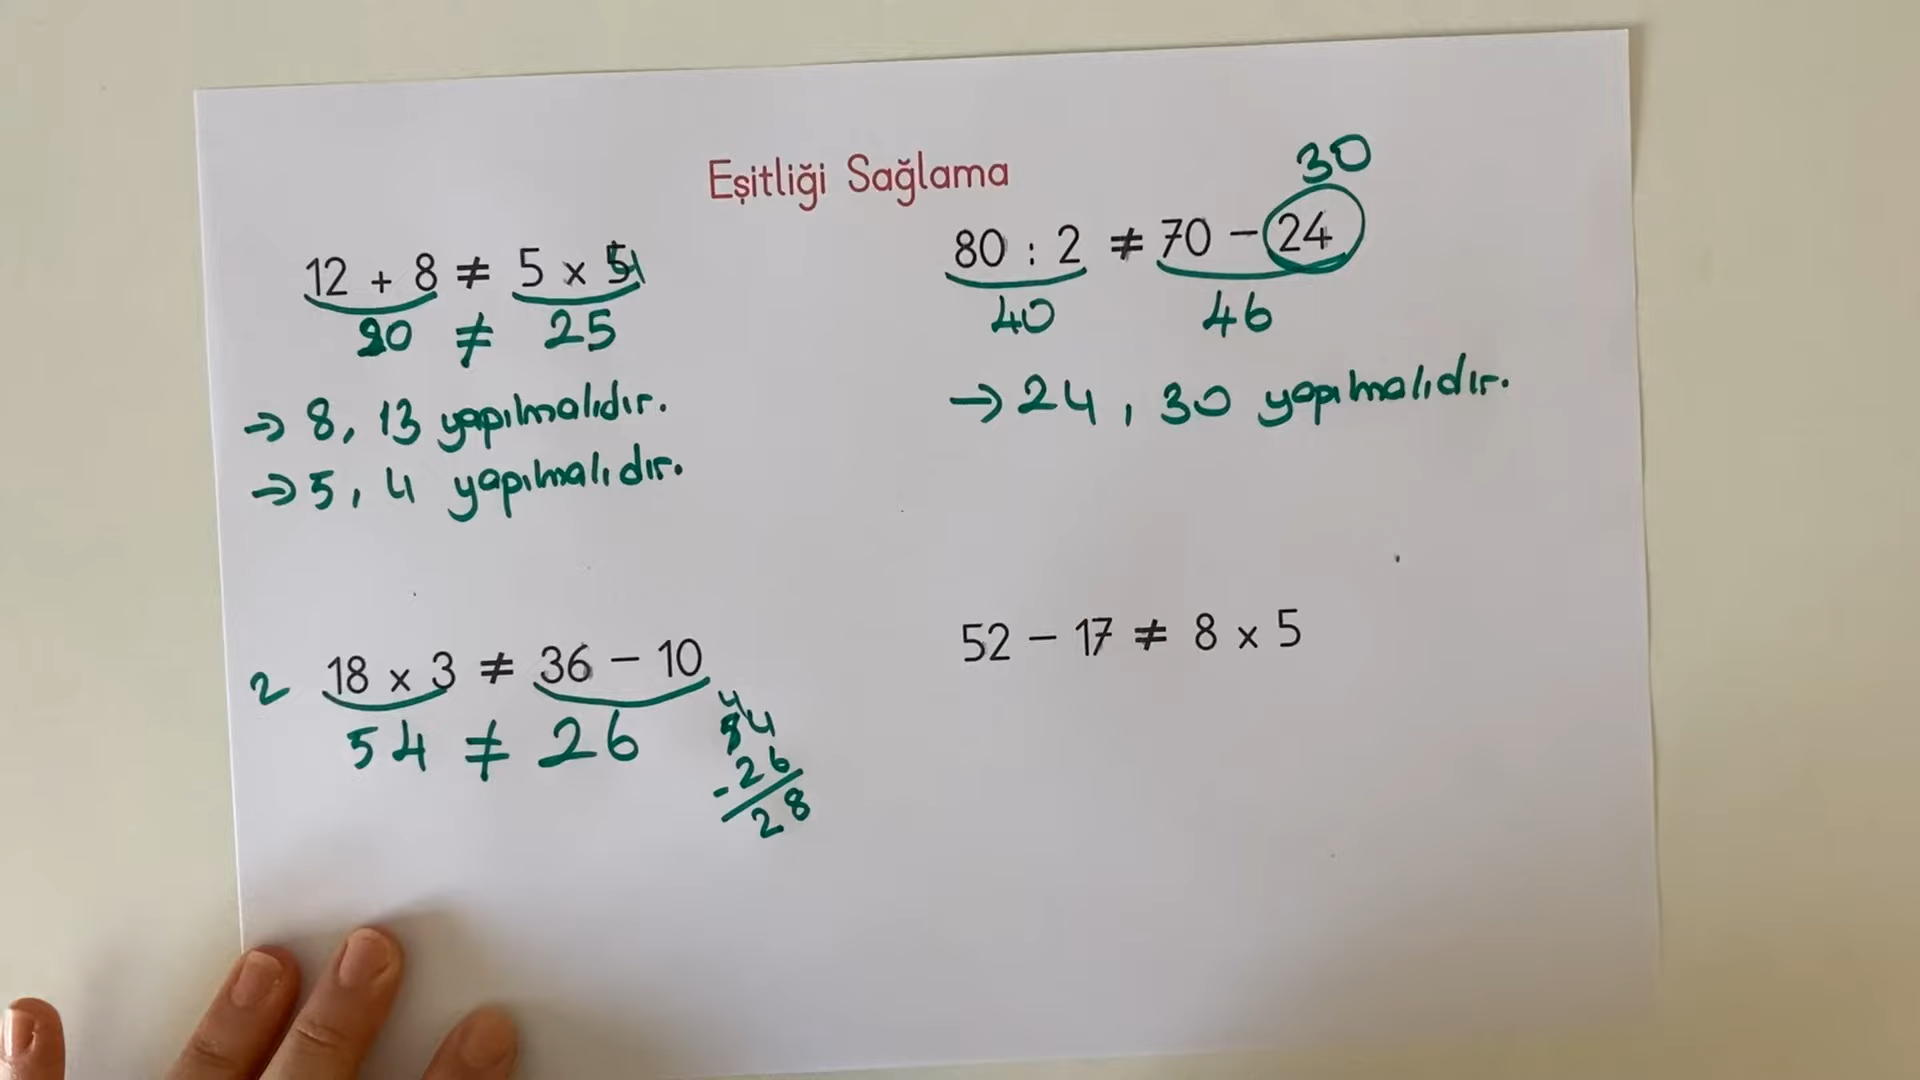 Eşitliği Sağlama
12 + 8 ≠ 5 x 5
20 ≠ 25
→ 8, 13 yapılmalıdır.
→ 5, 4 yapılmalıdır.
30
80 : 2 ≠ 70 - 24
40 46
→ 24, 30 yapılmalıdır.
2 18 x 3 ≠ 36 - 10
54 ≠ 26
4
54
- 26
28
52 - 17 ≠ 8 x 5